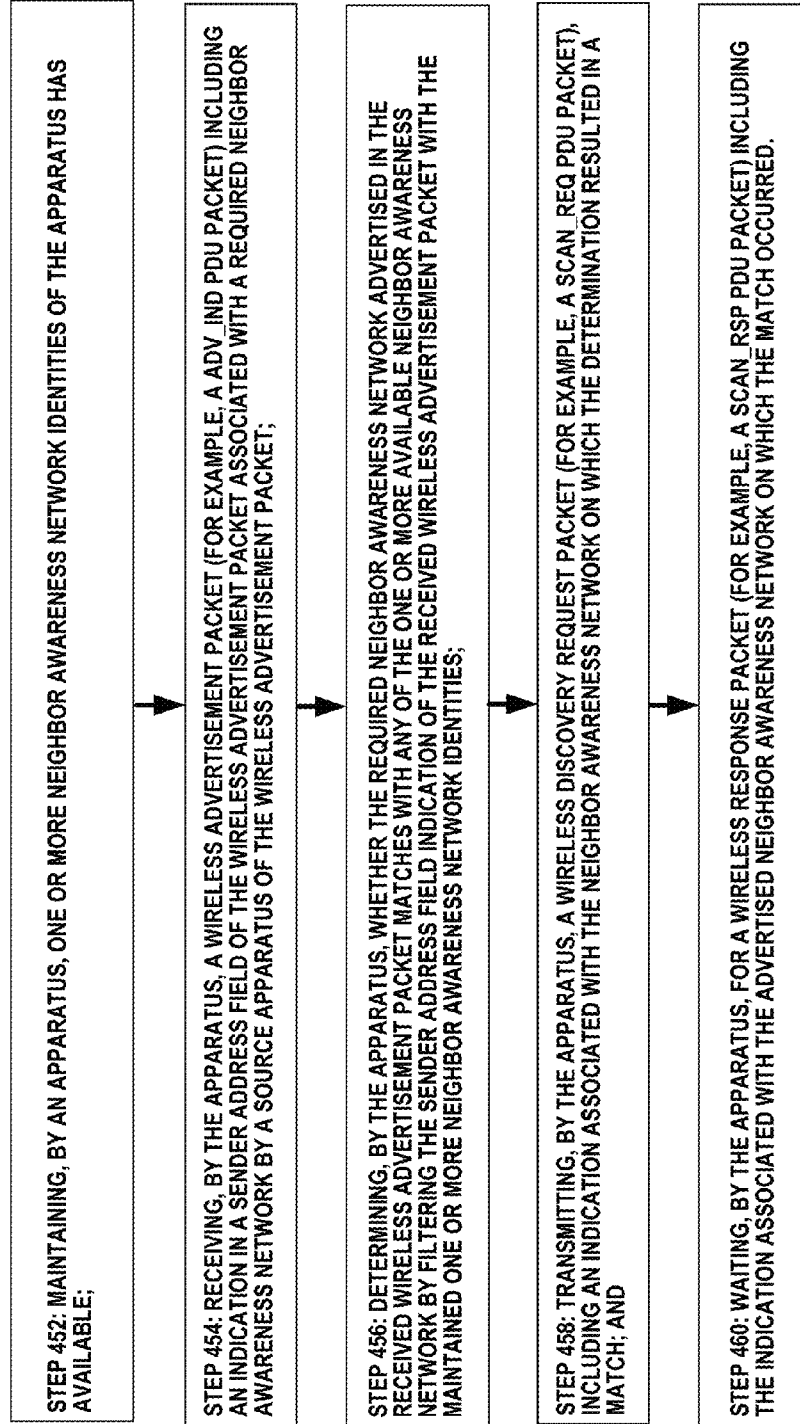 STEP 452: MAINTAINING, BY AN APPARATUS, ONE OR MORE NEIGHBOR AWARENESS NETWORK IDENTITIES OF THE APPARATUS HAS
AVAILABLE;
STEP 454: RECEIVING, BY THE APPARATUS, A WIRELESS ADVERTISEMENT PACKET (FOR EXAMPLE, A ADV_IND PDU PACKET) INCLUDING
AN INDICATION IN A SENDER ADDRESS FIELD OF THE WIRELESS ADVERTISEMENT PACKET ASSOCIATED WITH A REQUIRED NEIGHBOR
AWARENESS NETWORK BY A SOURCE APPARATUS OF THE WIRELESS ADVERTISEMENT PACKET;
STEP 456: DETERMINING, BY THE APPARATUS, WHETHER THE REQUIRED NEIGHBOR AWARENESS NETWORK ADVERTISED IN THE
RECEIVED WIRELESS ADVERTISEMENT PACKET MATCHES WITH ANY OF THE ONE OR MORE AVAILABLE NEIGHBOR AWARENESS
NETWORK BY FILTERING THE SENDER ADDRESS FIELD INDICATION OF THE RECEIVED WIRELESS ADVERTISEMENT PACKET WITH THE
MAINTAINED ONE OR MORE NEIGHBOR AWARENESS NETWORK IDENTITIES;
STEP 458: TRANSMITTING, BY THE APPARATUS, A WIRELESS DISCOVERY REQUEST PACKET (FOR EXAMPLE, A SCAN_REQ PDU PACKET),
INCLUDING AN INDICATION ASSOCIATED WITH THE NEIGHBOR AWARENESS NETWORK ON WHICH THE DETERMINATION RESULTED IN A
MATCH; AND
STEP 460: WAITING, BY THE APPARATUS, FOR A WIRELESS RESPONSE PACKET (FOR EXAMPLE, A SCAN_RSP PDU PACKET) INCLUDING
THE INDICATION ASSOCIATED WITH THE ADVERTISED NEIGHBOR AWARENESS NETWORK ON WHICH THE MATCH OCCURRED.